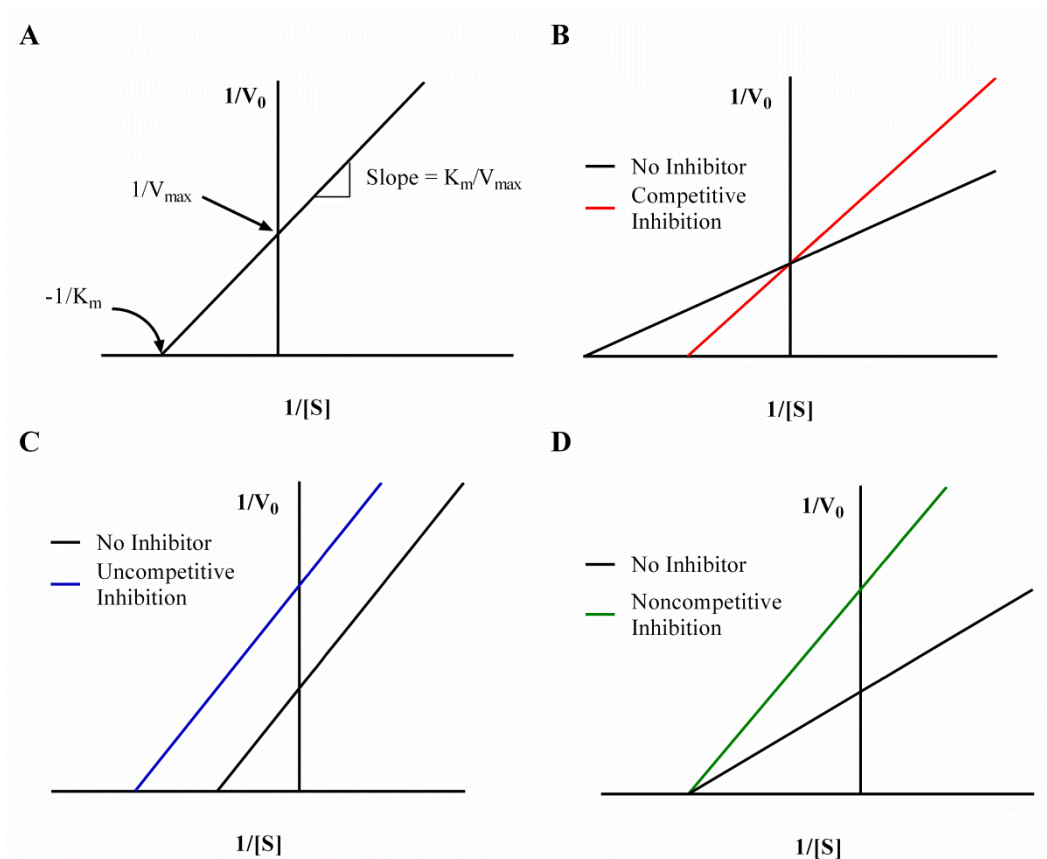 A
1/V₀
1/Vₘₐₓ
Slope = Kₘ/Vₘₐₓ
-1/Kₘ
1/[S]
B
1/V₀
No Inhibitor
Competitive
Inhibition
1/[S]
C
1/V₀
No Inhibitor
Uncompetitive
Inhibition
1/[S]
D
1/V₀
No Inhibitor
Noncompetitive
Inhibition
1/[S]